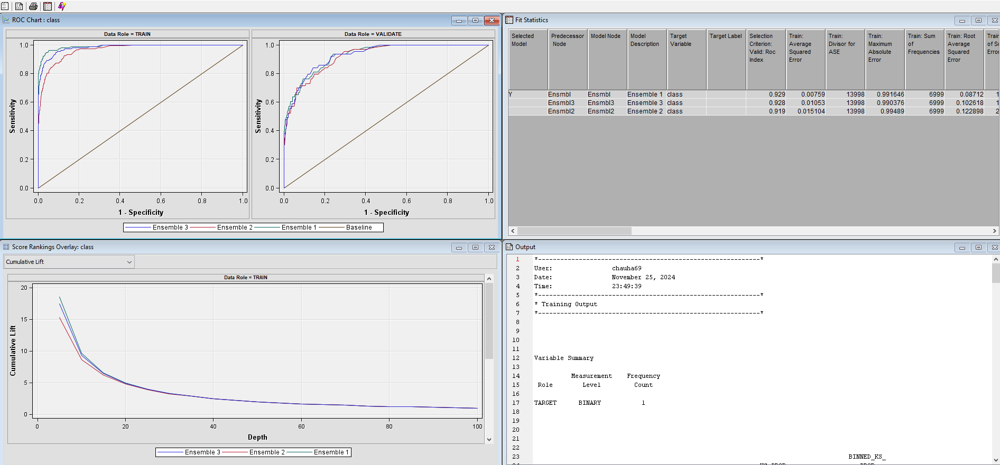 ROC Chart : class
Data Role = TRAIN
1.0
0.8
0.6
0.4
0.2
0.0
Sensitivity
0.0 0.2 0.4 0.6 0.8 1.0
1 - Specificity
Data Role = VALIDATE
1.0
0.8
0.6
0.4
0.2
0.0
Sensitivity
0.0 0.2 0.4 0.6 0.8 1.0
1 - Specificity
Ensemble 3 Ensemble 2 Ensemble 1 Baseline
Fit Statistics
Selected Model
Predecessor Node
Model Node
Model Description
Target Variable
Target Label
Selection Criterion: Valid: Roc Index
Train: Average Squared Error
Train: Divisor for ASE
Train: Maximum Absolute Error
Train: Sum of Frequencies
Train: Root Average Squared Error
Y Ensmbl Ensmbl Ensemble 1 class 0.929 0.00759 13998 0.991646 6999 0.08712 1
Ensmbl3 Ensmbl3 Ensemble 3 class 0.928 0.01053 13998 0.990376 6999 0.102618 1
Ensmbl2 Ensmbl2 Ensemble 2 class 0.919 0.015104 13998 0.99489 6999 0.122898 2
Score Rankings Overlay: class
Cumulative Lift
Data Role = TRAIN
20
15
10
5
0
Cumulative Lift
0 20 40 60 80 100
Depth
Ensemble 3 Ensemble 2 Ensemble 1
Output
1 *------------------------------------------------------------*
2 User: chauha69
3 Date: November 25, 2024
4 Time: 23:49:39
5 *------------------------------------------------------------*
6 * Training Output
7 *------------------------------------------------------------*
8
9
10
11
12 Variable Summary
13
14 Measurement Frequency
15 Role Level Count
16
17 TARGET BINARY 1
18
19
20
21
22
23 BINNED_KS_